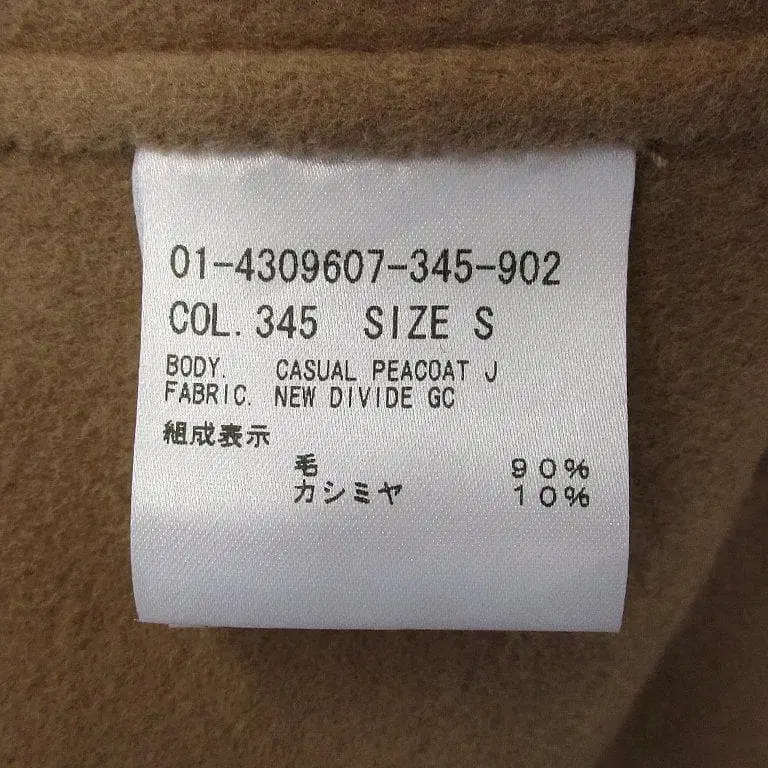 01-4309607-345-902
COL. 345 SIZE S
BODY. CASUAL PEACOAT J
FABRIC. NEW DIVIDE GC
組成表示
毛 90%
カシミヤ 10%